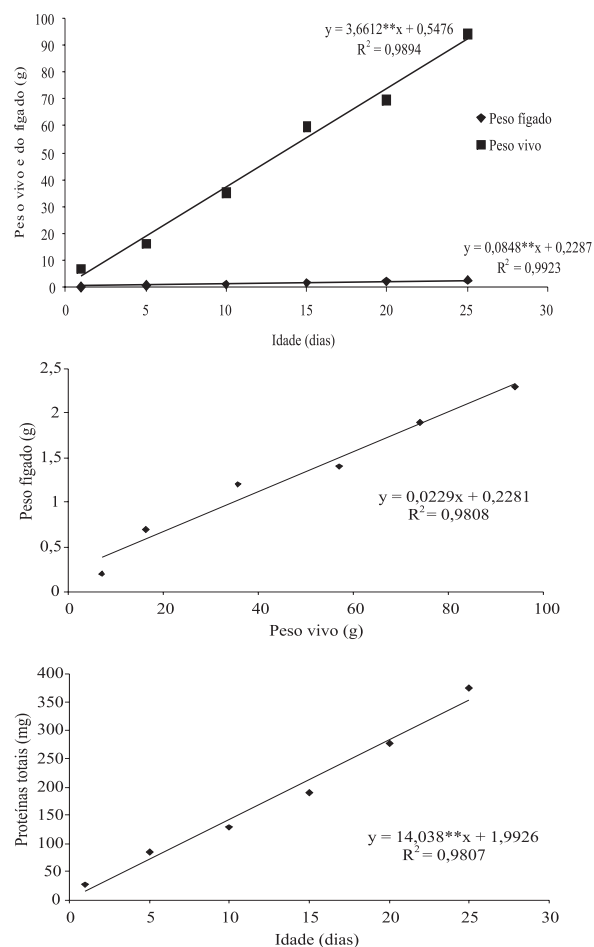 y = 3,6612**x + 0,5476
R2 = 0,9894
100
90
80
70
60
50
40
30
20
10
0
Peso vivo e do fígado (g)
Peso fígado
Peso vivo
y = 0,0848**x + 0,2287
R2 = 0,9923
0 5 10 15 20 25 30
Idade (dias)
2,5
2
1,5
1
0,5
0
Peso fígado (g)
y = 0,0229x + 0,2281
R2 = 0,9808
0 20 40 60 80 100
Peso vivo (g)
400
350
300
250
200
150
100
50
0
Proteínas totais (mg)
y = 14,038**x + 1,9926
R2 = 0,9807
0 5 10 15 20 25 30
Idade (dias)